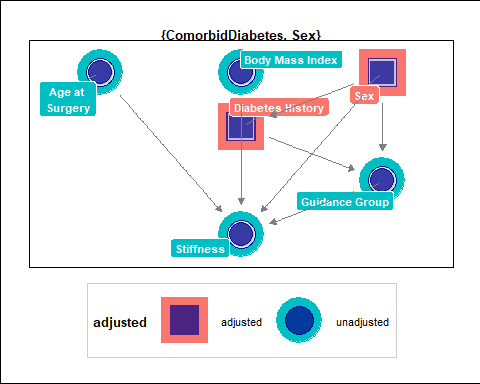 {ComorbidDiabetes, Sex}
Body Mass Index
Age at
Surgery
Sex
Diabetes History
Guidance Group
Stiffness
adjusted
adjusted
unadjusted